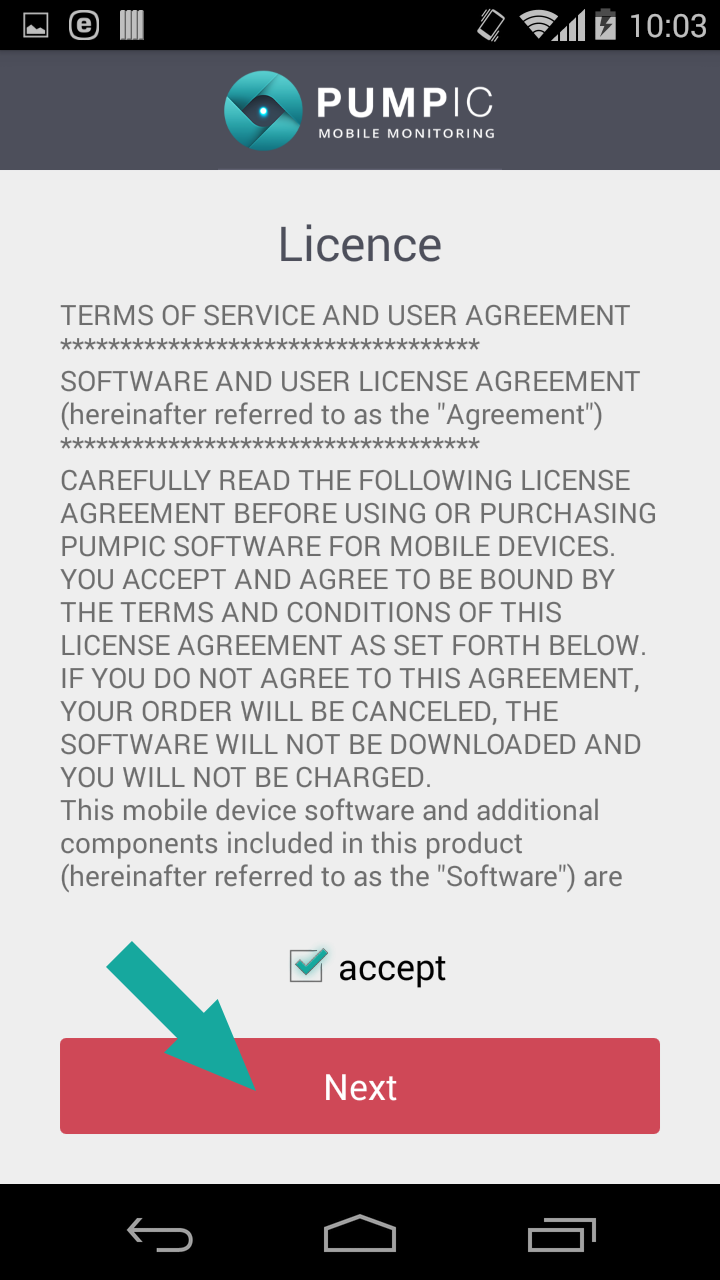 10:03
PUMPIC
MOBILE MONITORING
Licence
TERMS OF SERVICE AND USER AGREEMENT
***********************************
SOFTWARE AND USER LICENSE AGREEMENT
(hereinafter referred to as the "Agreement")
***********************************
CAREFULLY READ THE FOLLOWING LICENSE
AGREEMENT BEFORE USING OR PURCHASING
PUMPIC SOFTWARE FOR MOBILE DEVICES.
YOU ACCEPT AND AGREE TO BE BOUND BY
THE TERMS AND CONDITIONS OF THIS
LICENSE AGREEMENT AS SET FORTH BELOW.
IF YOU DO NOT AGREE TO THIS AGREEMENT,
YOUR ORDER WILL BE CANCELED, THE
SOFTWARE WILL NOT BE DOWNLOADED AND
YOU WILL NOT BE CHARGED.
This mobile device software and additional
components included in this product
(hereinafter referred to as the "Software") are
accept
Next